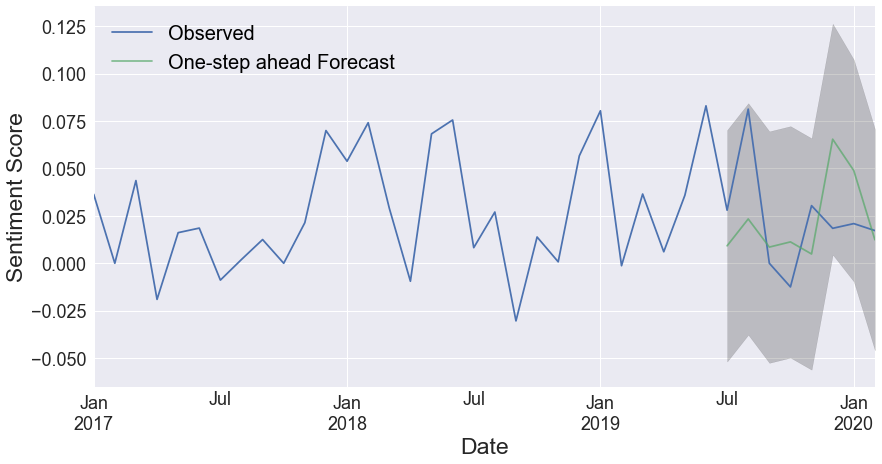 Observed
One-step ahead Forecast
Sentiment Score
0.125
0.100
0.075
0.050
0.025
0.000
−0.025
−0.050
Jan Jul Jan Jul Jan Jul Jan
2017 2018 2019 2020
Date